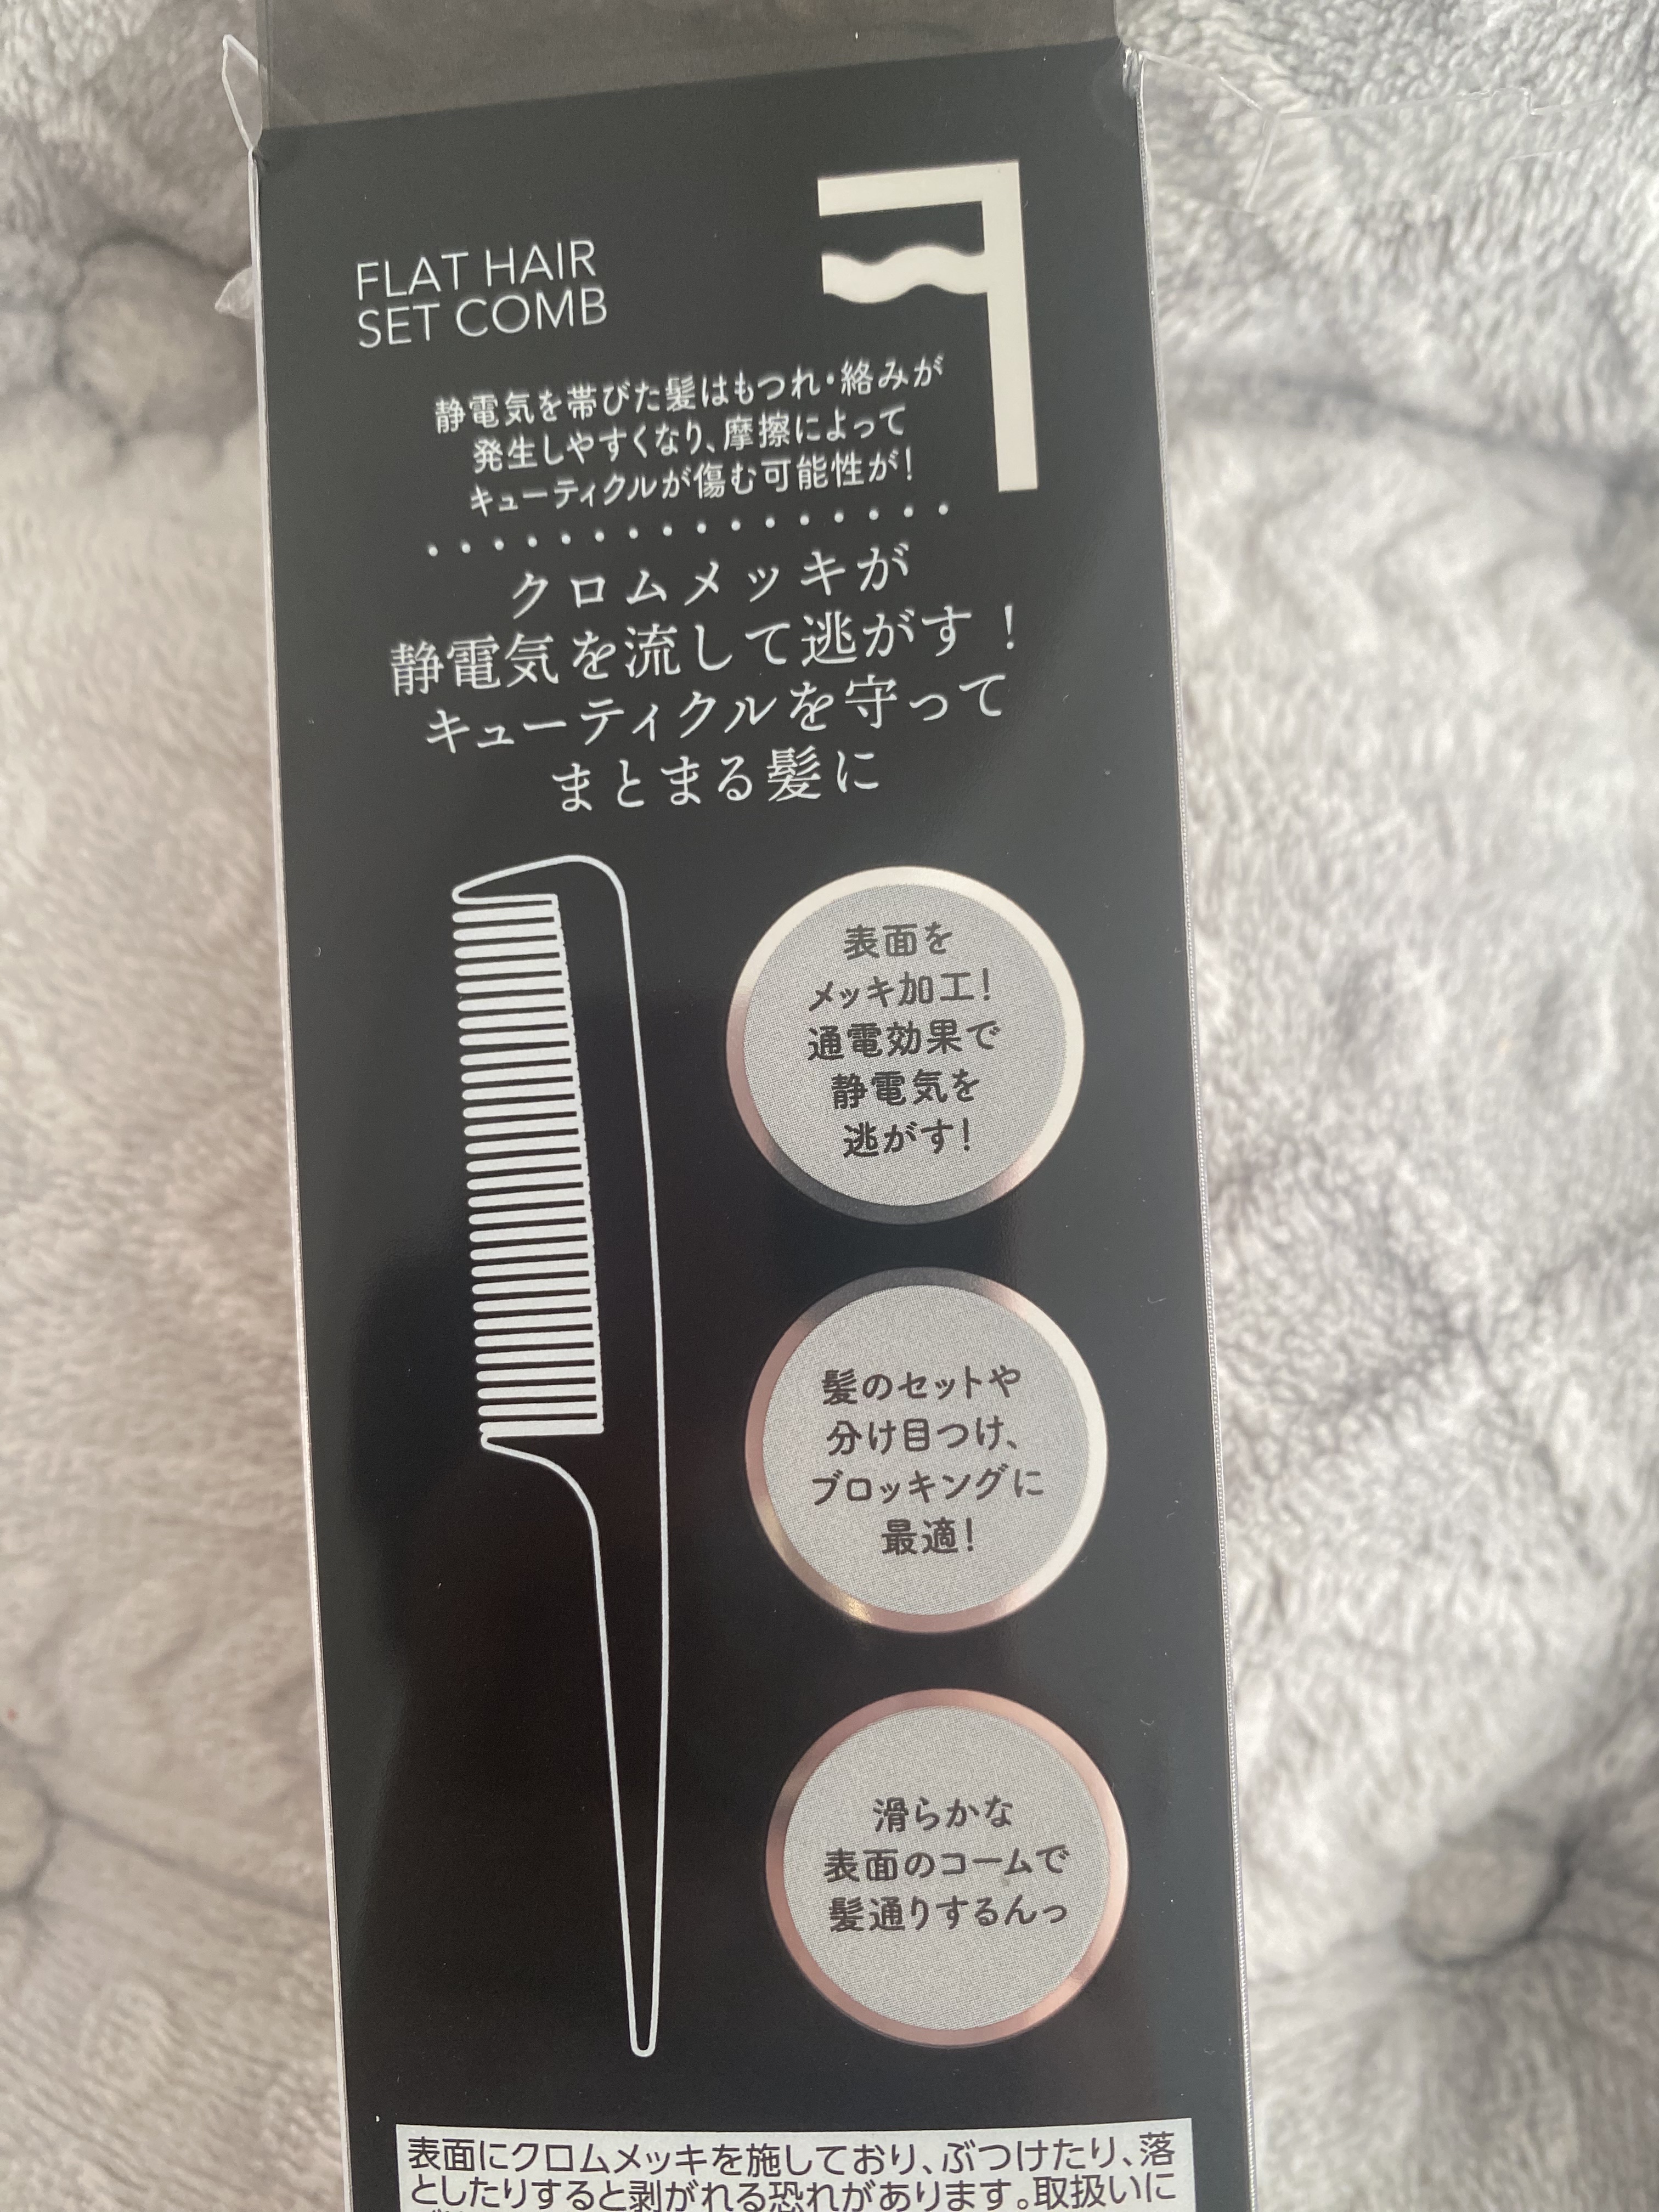 FLAT HAIR
SET COMB
静電気を帯びた髪はもつれ・絡みが
発生しやすくなり、摩擦によって
キューティクルが傷む可能性が!
クロムメッキが
静電気を流して逃がす!
キューティクルを守って
まとまる髪に
表面を
メッキ加工!
通電効果で
静電気を
逃がす!
髪のセットや
分け目つけ、
ブロッキングに
最適!
滑らかな
表面のコームで
髪通りするんっ
表面にクロムメッキを施しており、ぶつけたり、落
としたりすると剥がれる恐れがあります。取扱いに